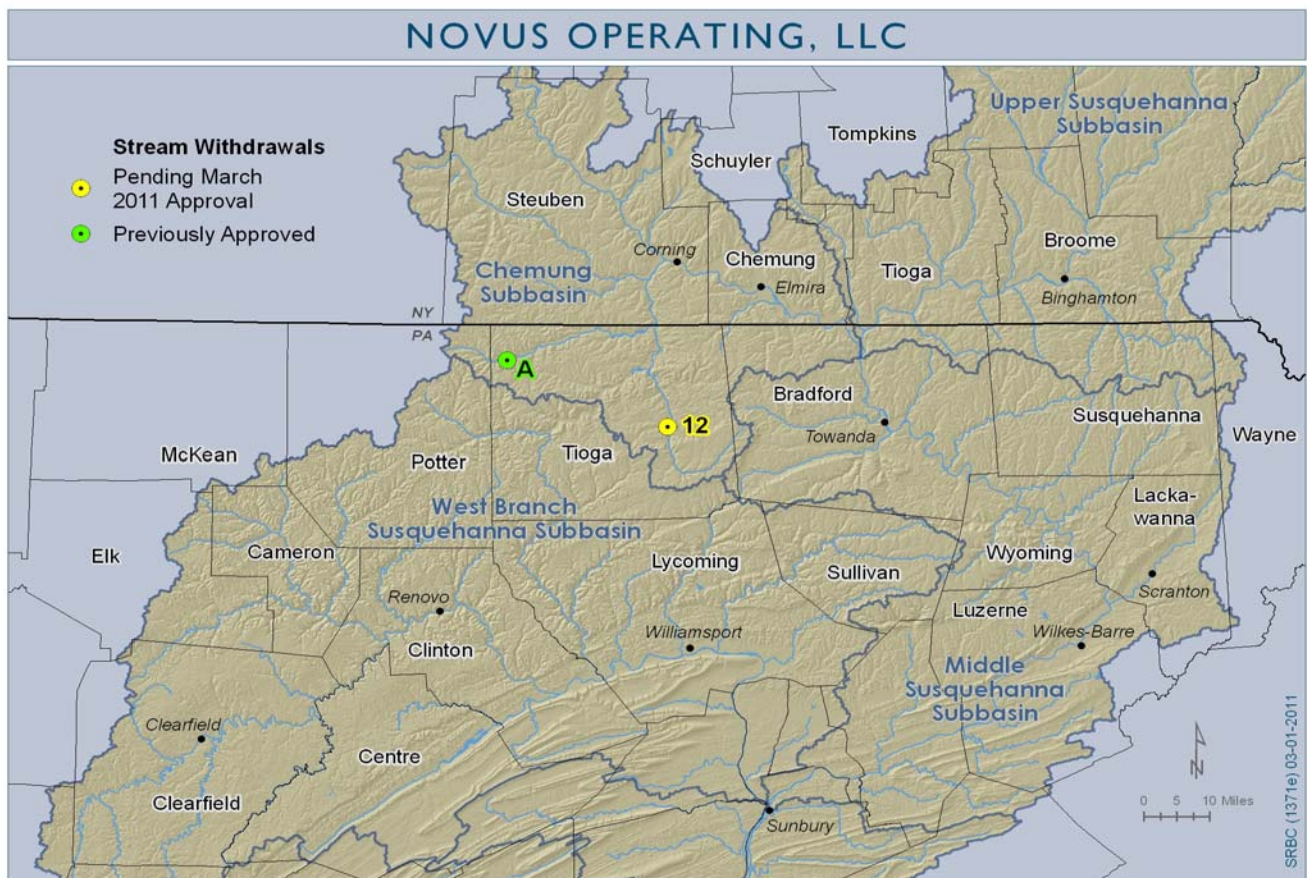 NOVUS OPERATING, LLC
Stream Withdrawals
Pending March
2011 Approval
Previously Approved
Upper Susquehanna
Subbasin
Tompkins
Schuyler
Steuben
Corning
Chemung
Elmira
Tioga
Broome
Binghamton
Chemung
Subbasin
NY
PA
A
12
Bradford
Towanda
Susquehanna
Wayne
McKean
Potter
Tioga
West Branch
Susquehanna Subbasin
Lacka-
wanna
Elk
Cameron
Lycoming
Sullivan
Wyoming
Scranton
Renovo
Clinton
Williamsport
Luzerne
Wilkes-Barre
Middle
Susquehanna
Subbasin
Clearfield
Centre
Clearfield
Sunbury
N
0 5 10 Miles
SRBC (1371e) 03-01-2011